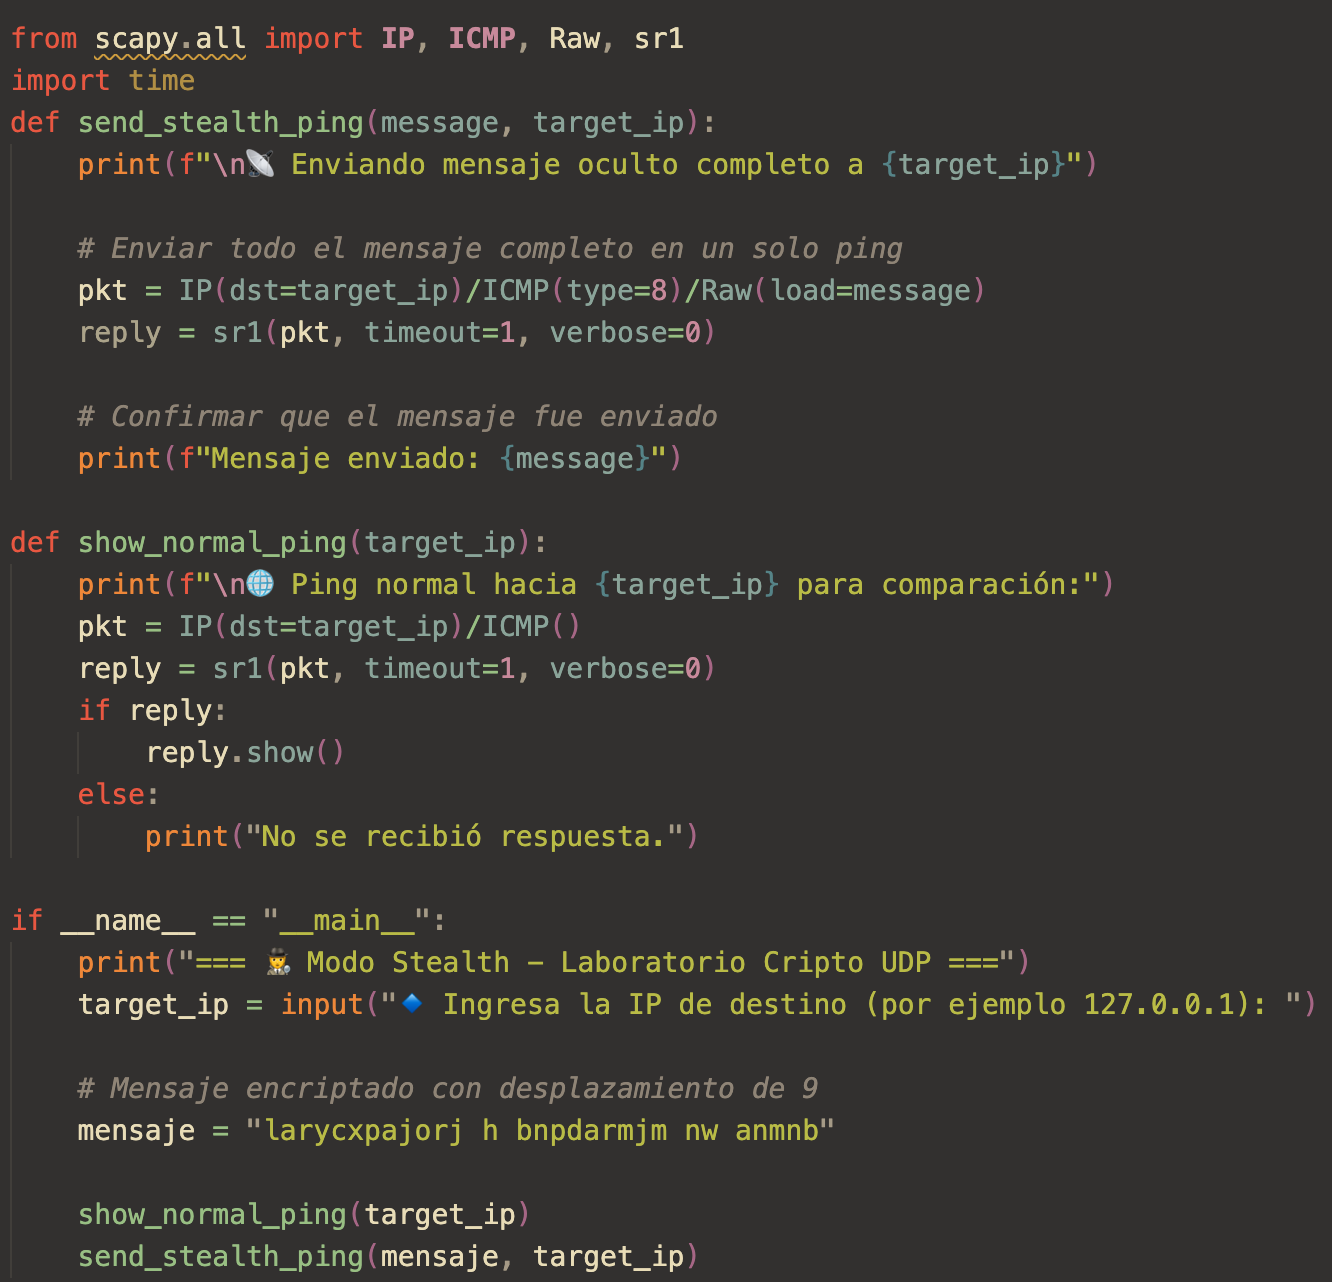 from scapy.all import IP, ICMP, Raw, sr1
import time
def send_stealth_ping(message, target_ip):
    print(f"\n📡 Enviando mensaje oculto completo a {target_ip}")

    # Enviar todo el mensaje completo en un solo ping
    pkt = IP(dst=target_ip)/ICMP(type=8)/Raw(load=message)
    reply = sr1(pkt, timeout=1, verbose=0)

    # Confirmar que el mensaje fue enviado
    print(f"Mensaje enviado: {message}")

def show_normal_ping(target_ip):
    print(f"\n🌐 Ping normal hacia {target_ip} para comparación:")
    pkt = IP(dst=target_ip)/ICMP()
    reply = sr1(pkt, timeout=1, verbose=0)
    if reply:
        reply.show()
    else:
        print("No se recibió respuesta.")

if __name__ == "__main__":
    print("=== 🕵️ Modo Stealth – Laboratorio Cripto UDP ===")
    target_ip = input("🔹 Ingresa la IP de destino (por ejemplo 127.0.0.1): ")

    # Mensaje encriptado con desplazamiento de 9
    mensaje = "larycxpajorj h bnpdarmjm nw anmnb"

    show_normal_ping(target_ip)
    send_stealth_ping(mensaje, target_ip)